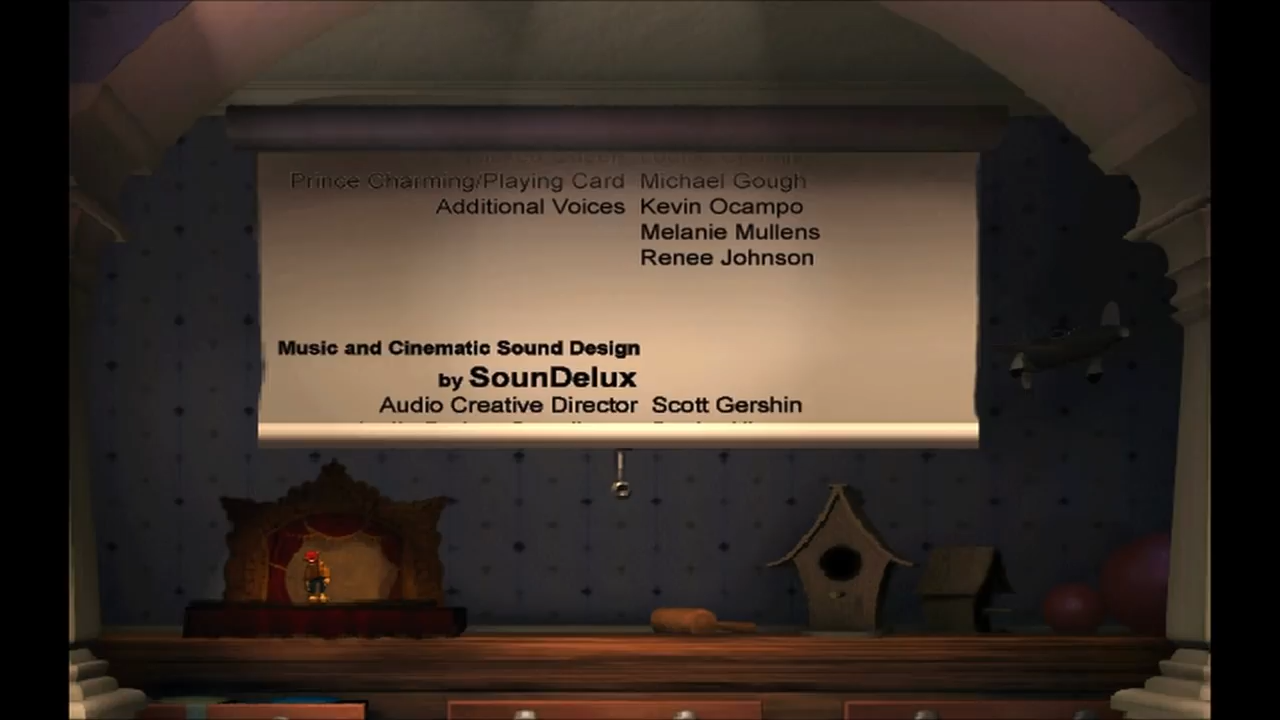 Prince Charming/Playing Card Michael Gough
Additional Voices Kevin Ocampo
Melanie Mullens
Renee Johnson
Music and Cinematic Sound Design
by SounDelux
Audio Creative Director Scott Gershin